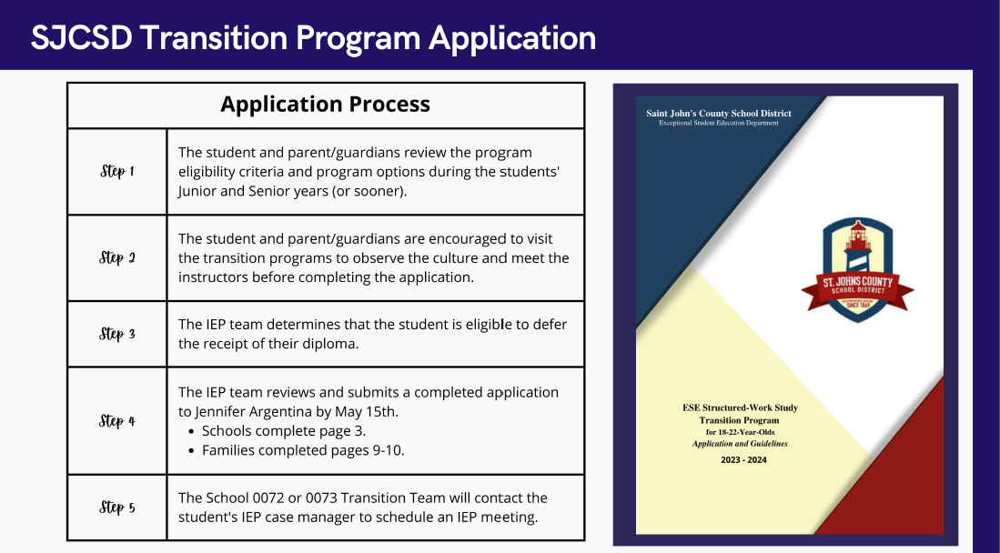 SJCSD Transition Program Application
Application Process
Step 1
The student and parent/guardians review the program
eligibility criteria and program options during the students'
Junior and Senior years (or sooner).
Step 2
The student and parent/guardians are encouraged to visit
the transition programs to observe the culture and meet the
instructors before completing the application.
Step 3
The IEP team determines that the student is eligible to defer
the receipt of their diploma.
Step 4
The IEP team reviews and submits a completed application
to Jennifer Argentina by May 15th.
• Schools complete page 3.
• Families completed pages 9-10.
Step 5
The School 0072 or 0073 Transition Team will contact the
student's IEP case manager to schedule an IEP meeting.
Saint John's County School District
Exceptional Student Education Department
ST. JOHNS COUNTY
SCHOOL DISTRICT
SINCE 1869
ESE Structured-Work Study
Transition Program
for 18-22-Year-Olds
Application and Guidelines
2023 - 2024